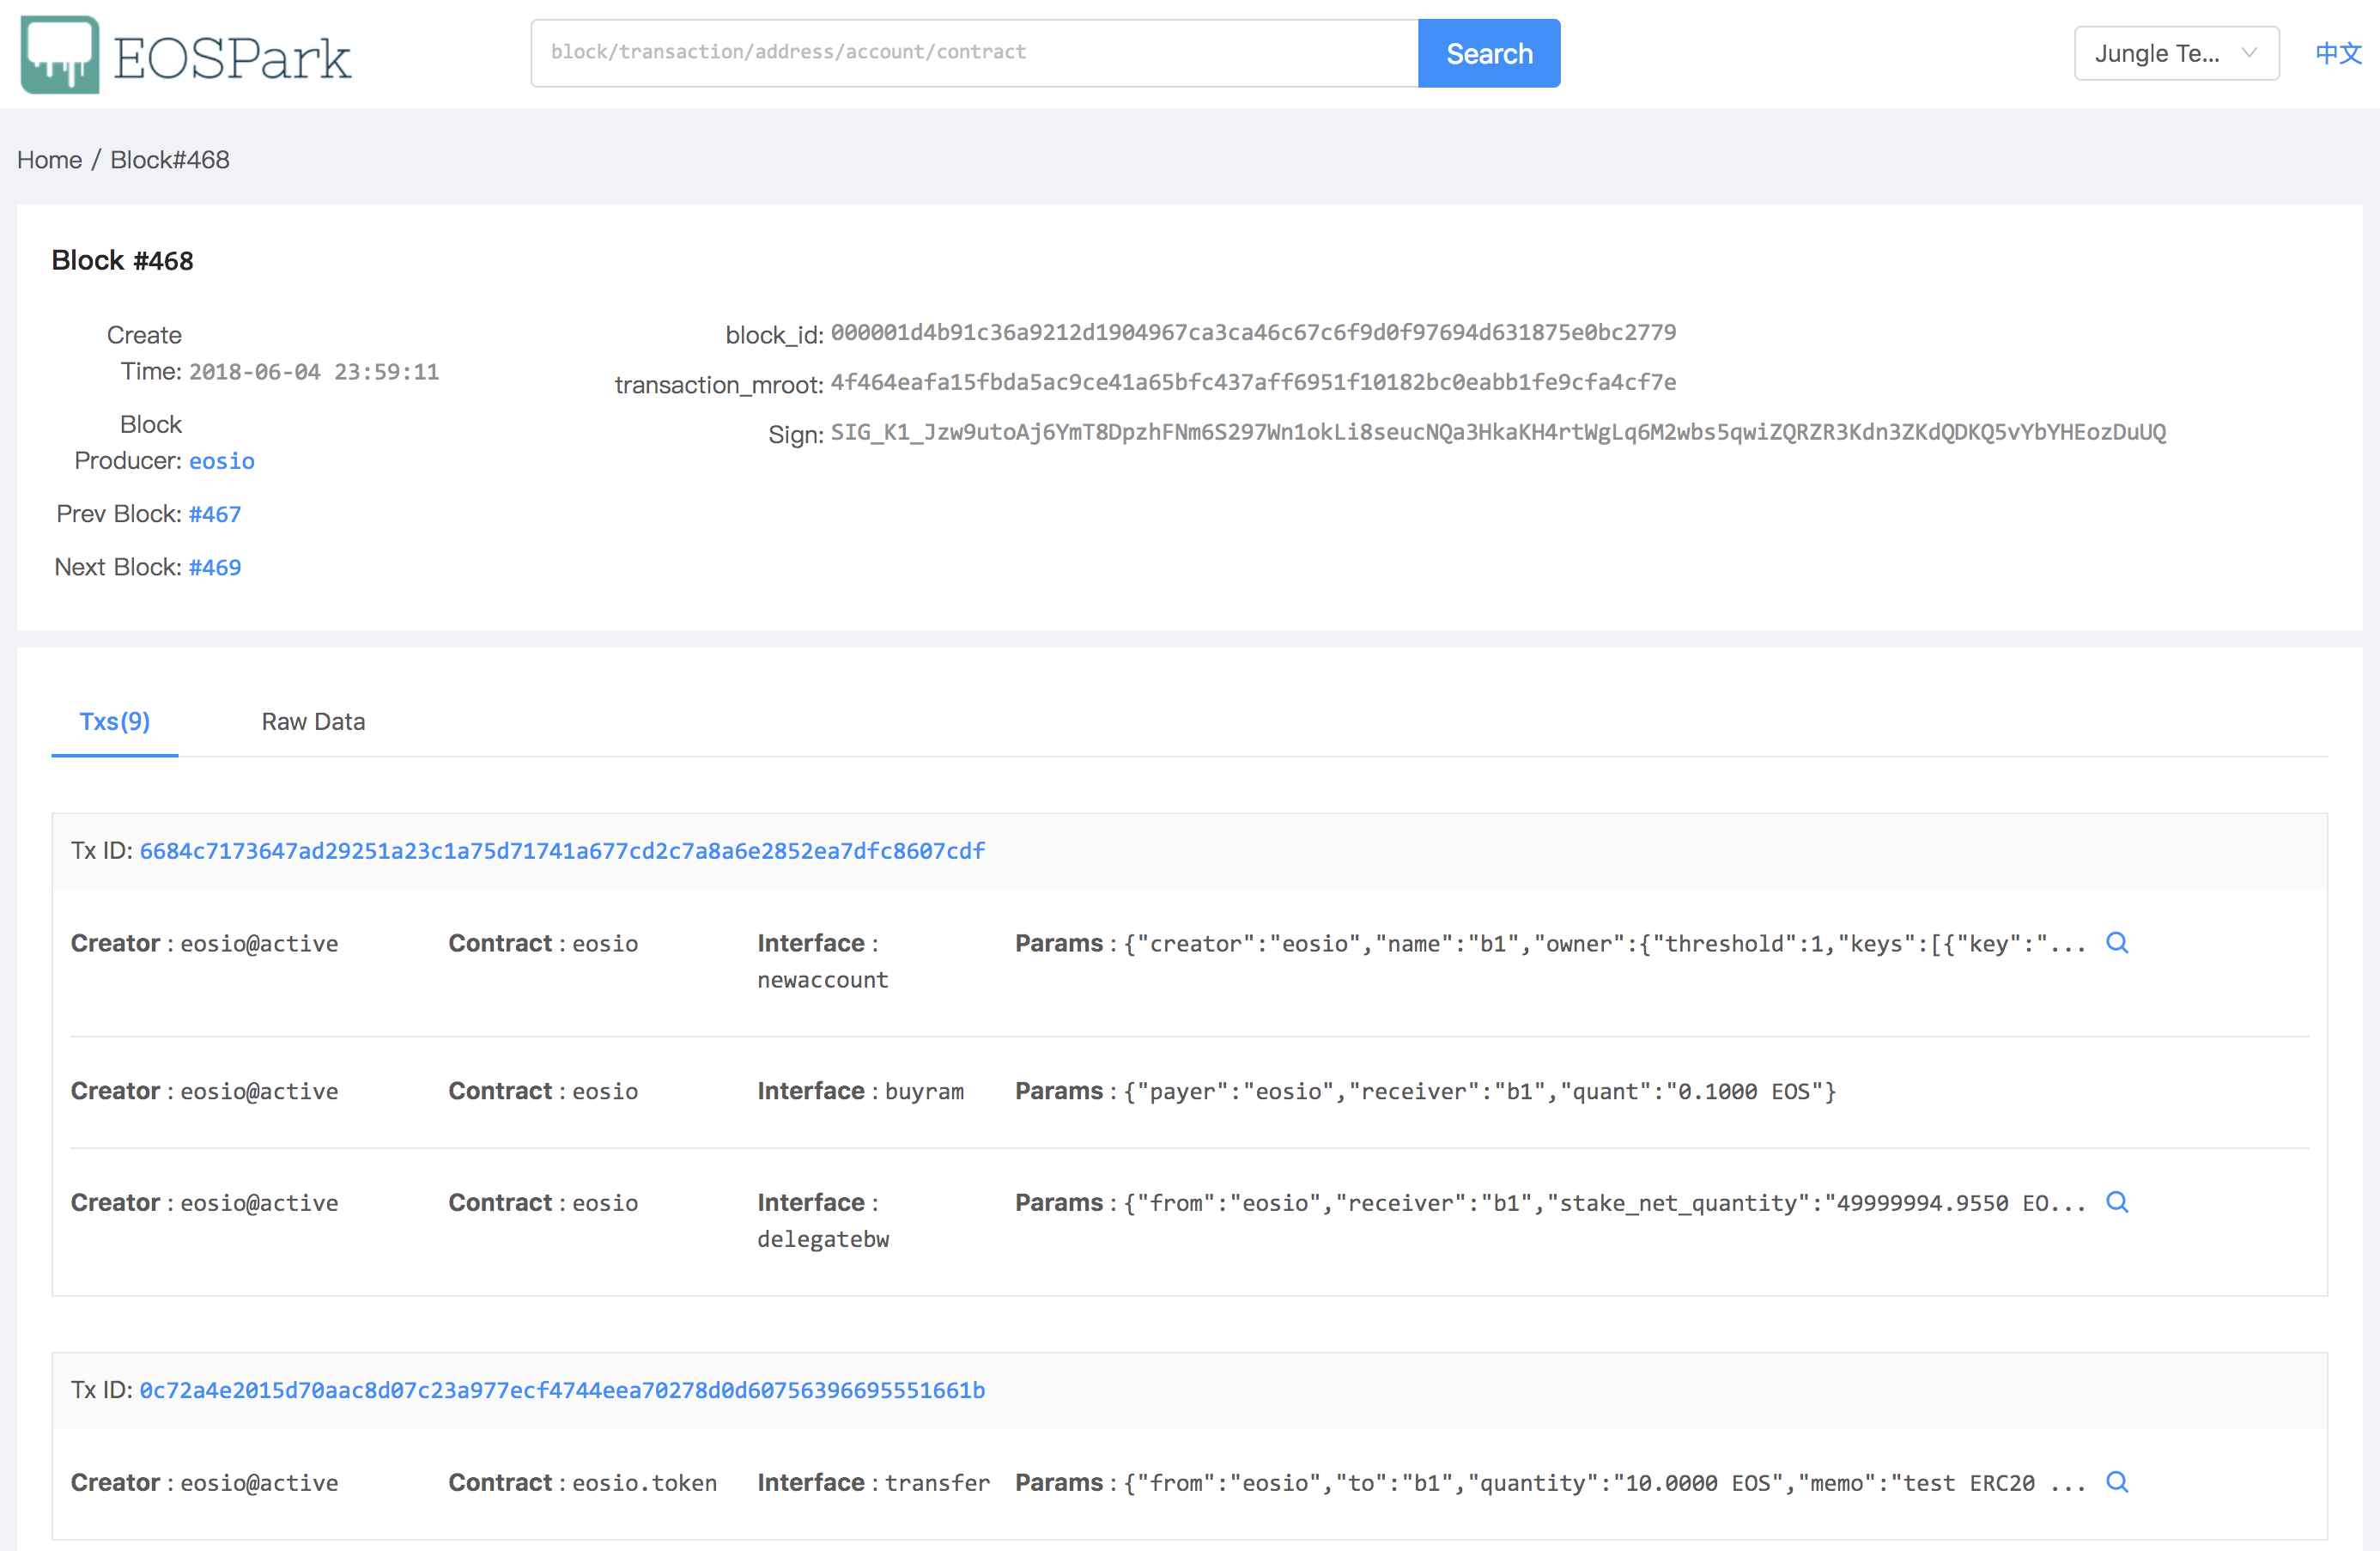 EOSPark
block/transaction/address/account/contract
Search
Jungle Te...
中文
Home / Block#468
Block #468
Create
Time: 2018-06-04 23:59:11
Block
Producer: eosio
Prev Block: #467
Next Block: #469
block_id: 000001d4b91c36a9212d1904967ca3ca46c67c6f9d0f97694d631875e0bc2779
transaction_mroot: 4f464eafa15fbda5ac9ce41a65bfc437aff6951f10182bc0eabb1fe9cfa4cf7e
Sign: SIG_K1_Jzw9utoAj6YmT8DpzhFNm6S297Wn1okLi8seucNQa3HkaKH4rtWgLq6M2wbs5qwiZQRZR3Kdn3ZKdQDKQ5vYbYHEozDuUQ
Txs(9)
Raw Data
Tx ID: 6684c7173647ad29251a23c1a75d71741a677cd2c7a8a6e2852ea7dfc8607cdf
Creator : eosio@active Contract : eosio Interface : Params : {"creator":"eosio","name":"b1","owner":{"threshold":1,"keys":[{"key":"...
newaccount
Creator : eosio@active Contract : eosio Interface : buyram Params : {"payer":"eosio","receiver":"b1","quant":"0.1000 EOS"}
Creator : eosio@active Contract : eosio Interface : Params : {"from":"eosio","receiver":"b1","stake_net_quantity":"49999994.9550 EO...
delegatebw
Tx ID: 0c72a4e2015d70aac8d07c23a977ecf4744eea70278d0d60756396695551661b
Creator : eosio@active Contract : eosio.token Interface : transfer Params : {"from":"eosio","to":"b1","quantity":"10.0000 EOS","memo":"test ERC20 ...